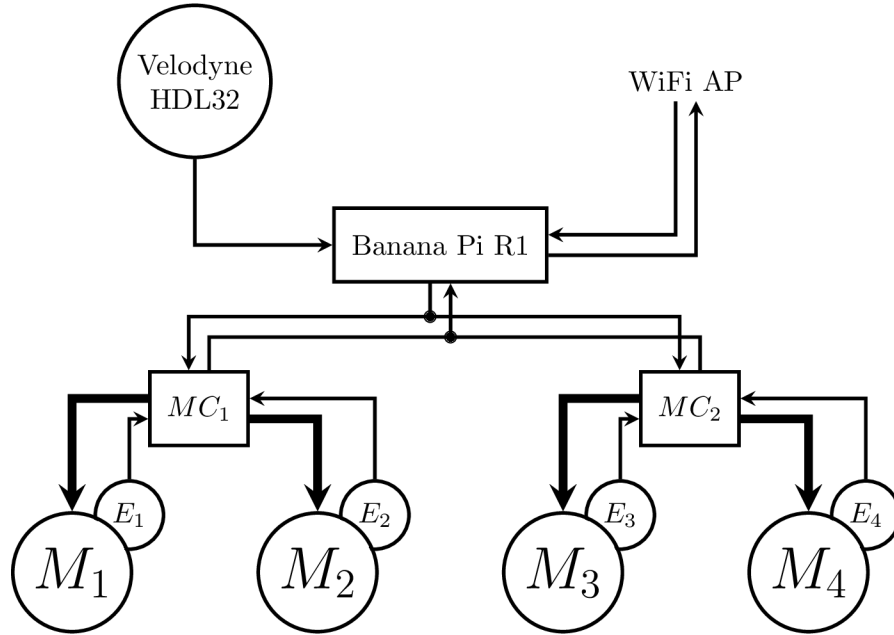 Velodyne
HDL32
WiFi AP
Banana Pi R1
MC₁
MC₂
E₁
E₂
E₃
E₄
M₁
M₂
M₃
M₄